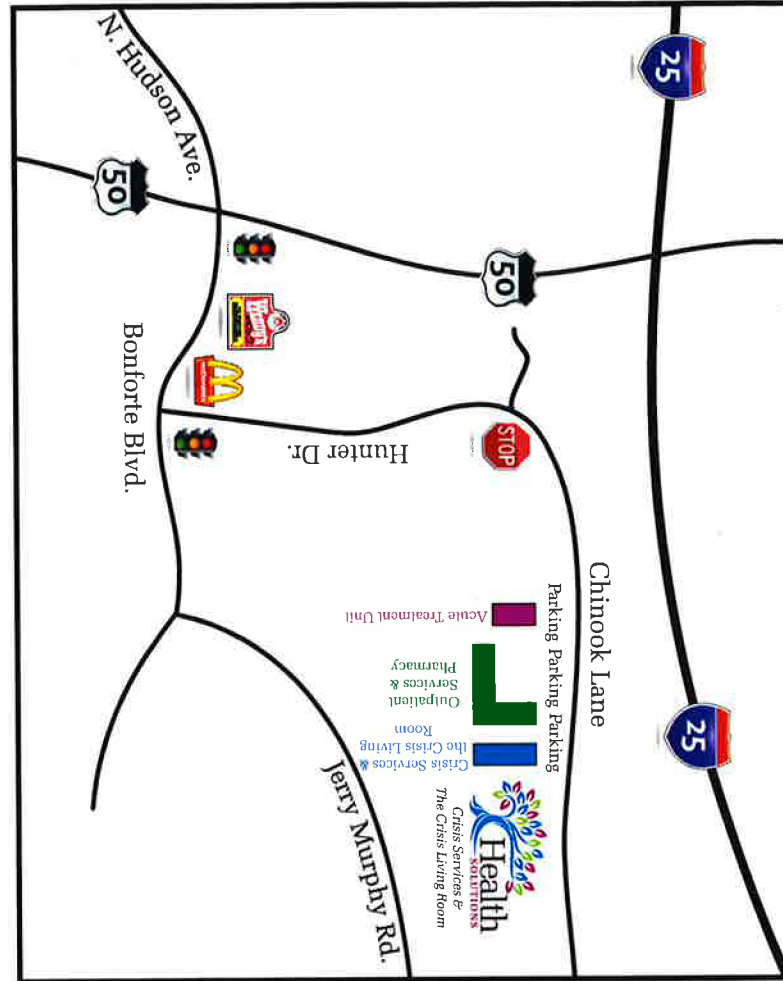 25
N. Hudson Ave.
50
50
Wendy's
Bonforte Blvd.
Hunter Dr.
STOP
Chinook Lane
Parking Parking Parking
Acute Treatment Unit
Outpatient
Services &
Pharmacy
Crisis Services &
the Crisis Living
Room
25
Jerry Murphy Rd.
Health
SOLUTIONS
Crisis Services &
The Crisis Living Room